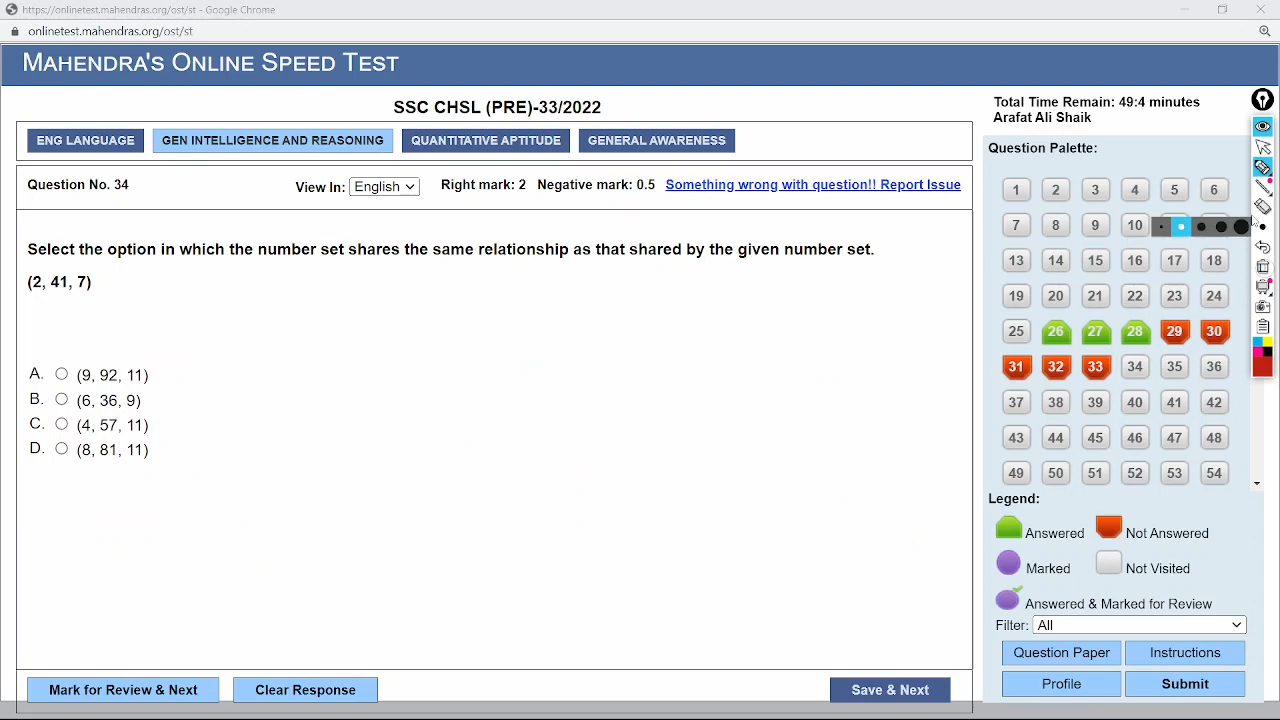 https://onlinetest.mahendras.org/ost/st - Google Chrome
onlinetest.mahendras.org/ost/st
MAHENDRA'S ONLINE SPEED TEST
SSC CHSL (PRE)-33/2022
Total Time Remain: 49:4 minutes
Arafat Ali Shaik
ENG LANGUAGE GEN INTELLIGENCE AND REASONING QUANTITATIVE APTITUDE GENERAL AWARENESS
Question No. 34 View In: English Right mark: 2 Negative mark: 0.5 Something wrong with question!! Report Issue
Select the option in which the number set shares the same relationship as that shared by the given number set.
(2, 41, 7)
A. (9, 92, 11)
B. (6, 36, 9)
C. (4, 57, 11)
D. (8, 81, 11)
Mark for Review & Next Clear Response Save & Next
Question Palette:
1 2 3 4 5 6
7 8 9 10
13 14 15 16 17 18
19 20 21 22 23 24
25 26 27 28 29 30
31 32 33 34 35 36
37 38 39 40 41 42
43 44 45 46 47 48
49 50 51 52 53 54
Legend:
Answered Not Answered
Marked Not Visited
Answered & Marked for Review
Filter: All
Question Paper Instructions
Profile Submit